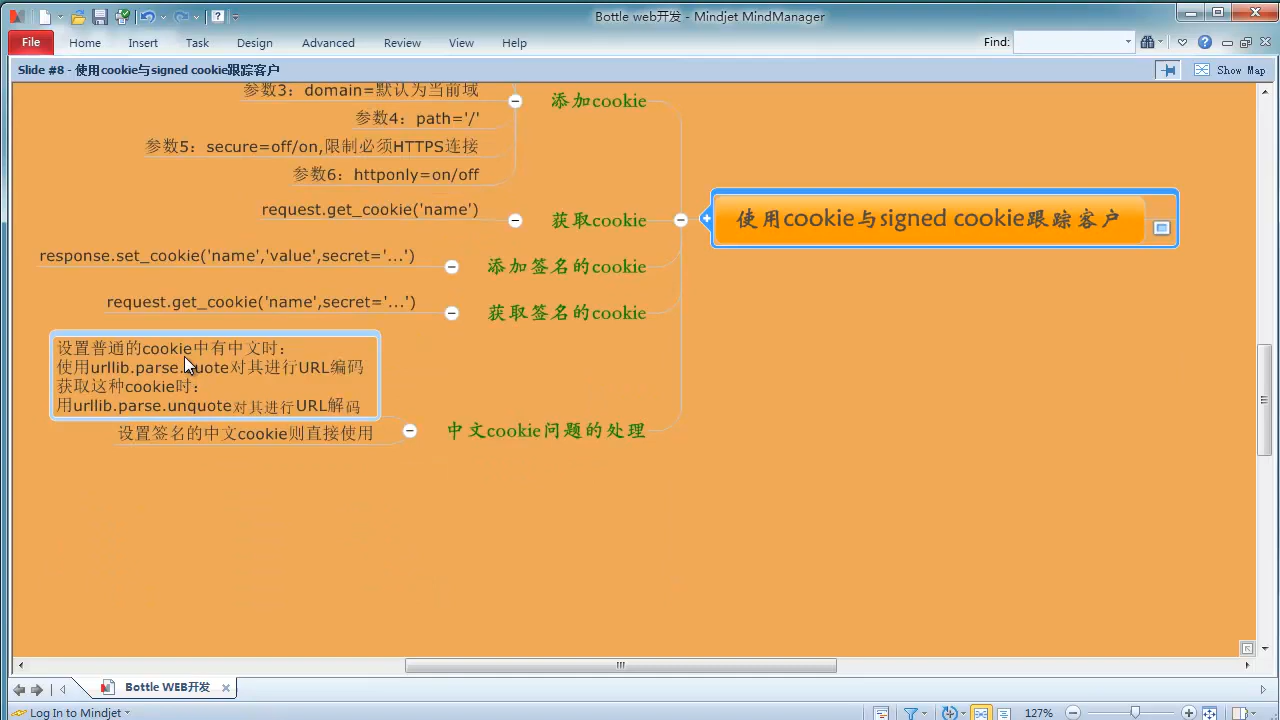 Bottle web开发 - Mindjet MindManager
File
Home
Insert
Task
Design
Advanced
Review
View
Help
Find:
Slide #8 - 使用cookie与signed cookie跟踪客户
Show Map
参数3：domain=默认为当前域
添加cookie
参数4：path='/'
参数5：secure=off/on,限制必须HTTPS连接
参数6：httponly=on/off
request.get_cookie('name')
获取cookie
使用cookie与signed cookie跟踪客户
response.set_cookie('name','value',secret='...')
添加签名的cookie
request.get_cookie('name',secret='...')
获取签名的cookie
设置普通的cookie中有中文时：
使用urllib.parse.quote对其进行URL编码
获取这种cookie时：
用urllib.parse.unquote对其进行URL解码
设置签名的中文cookie则直接使用
中文cookie问题的处理
Bottle WEB开发
Log In to Mindjet
127%